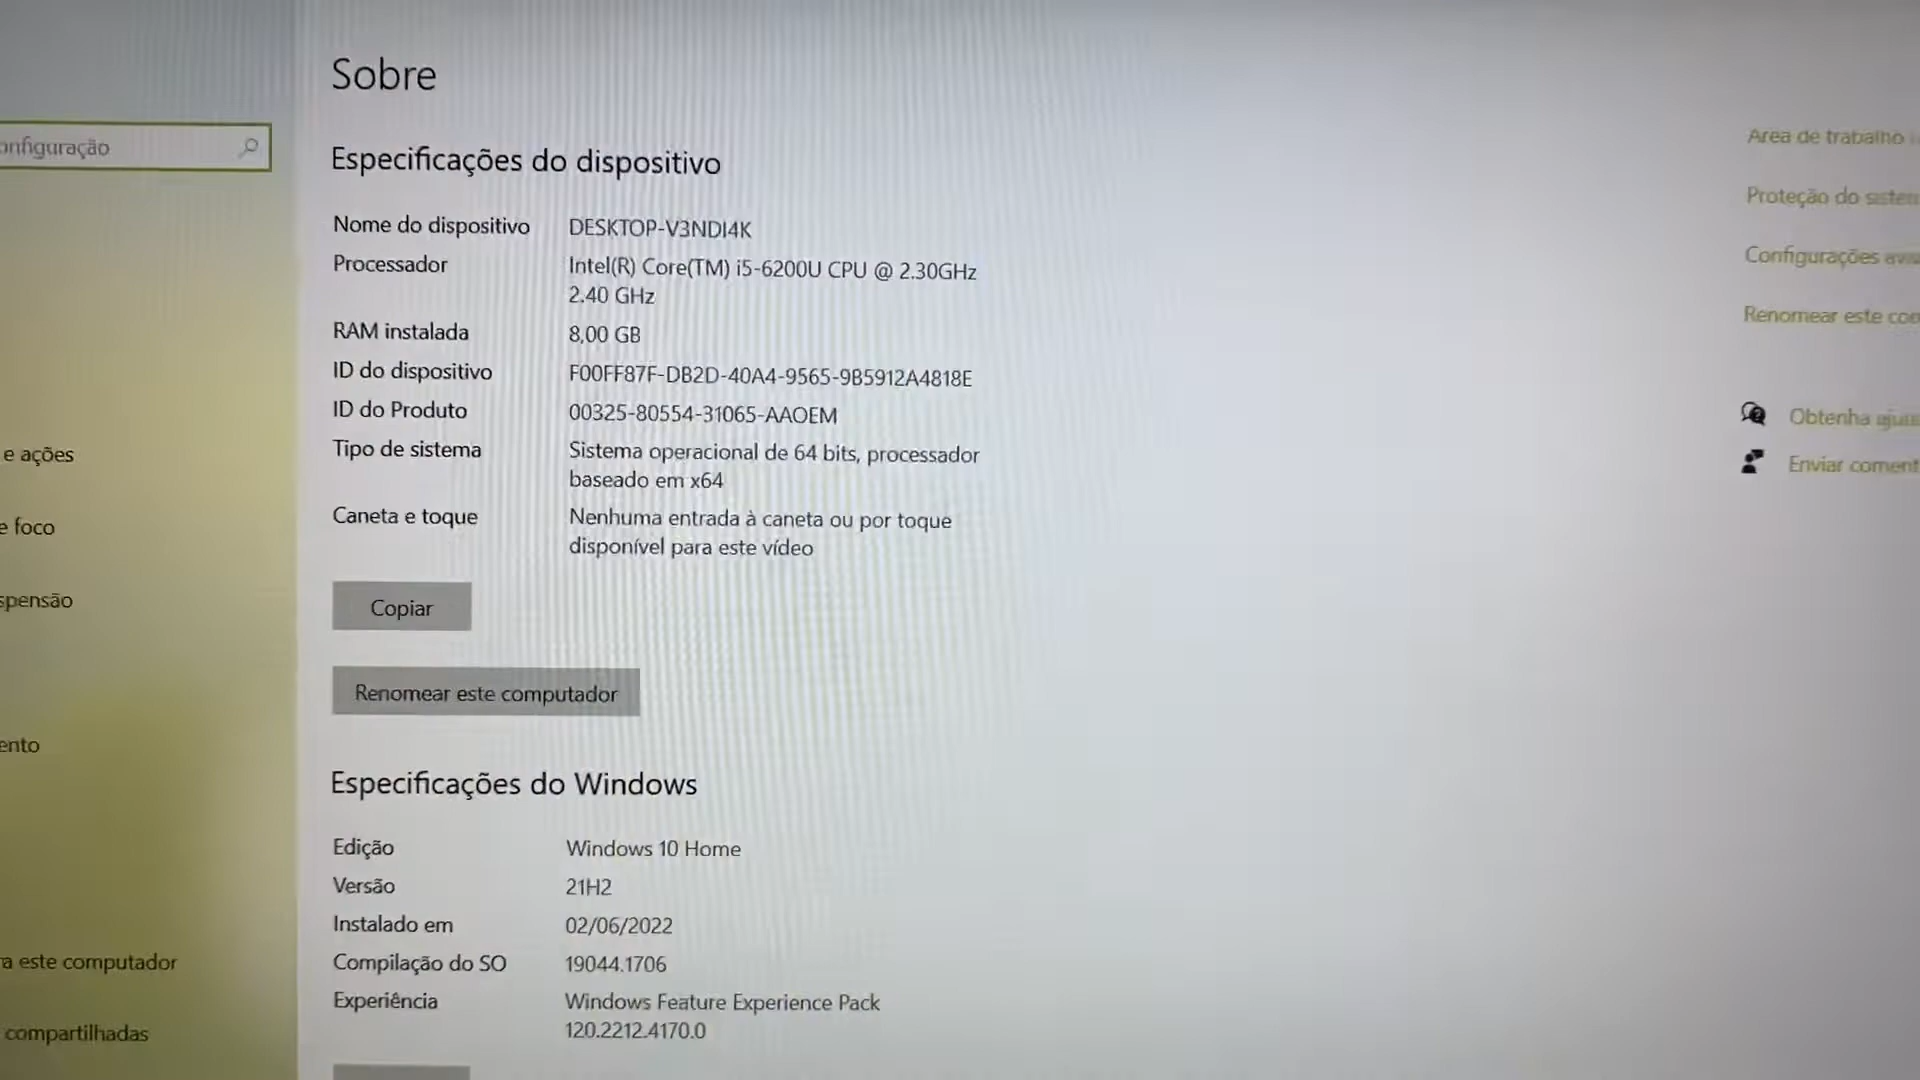 Sobre
onfiguração
Especificações do dispositivo
Nome do dispositivo DESKTOP-V3NDI4K
Processador Intel(R) Core(TM) i5-6200U CPU @ 2.30GHz
2.40 GHz
RAM instalada 8,00 GB
ID do dispositivo F00FF87F-DB2D-40A4-9565-9B5912A4818E
ID do Produto 00325-80554-31065-AAOEM
Tipo de sistema Sistema operacional de 64 bits, processador
baseado em x64
Caneta e toque Nenhuma entrada à caneta ou por toque
disponível para este vídeo
Copiar
Renomear este computador
Especificações do Windows
Edição Windows 10 Home
Versão 21H2
Instalado em 02/06/2022
Compilação do SO 19044.1706
Experiência Windows Feature Experience Pack
120.2212.4170.0
e ações
e foco
spensão
ento
a este computador
compartilhadas
Área de trabalho
Proteção do sistem
Configurações ava
Renomear este co
Obtenha ajuda
Enviar coment